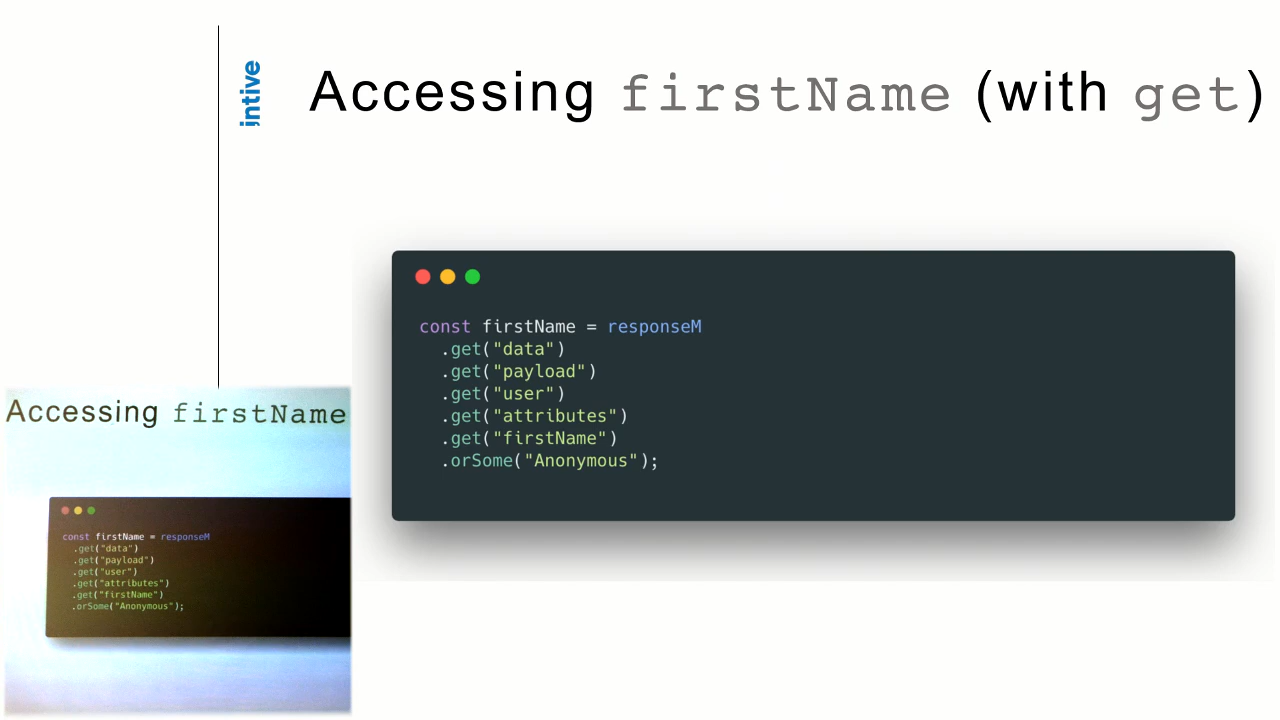 intive
Accessing firstName (with get)
const firstName = responseM
.get("data")
.get("payload")
.get("user")
.get("attributes")
.get("firstName")
.orSome("Anonymous");
Accessing firstName
const firstName = responseM
.get("data")
.get("payload")
.get("user")
.get("attributes")
.get("firstName")
.orSome("Anonymous");